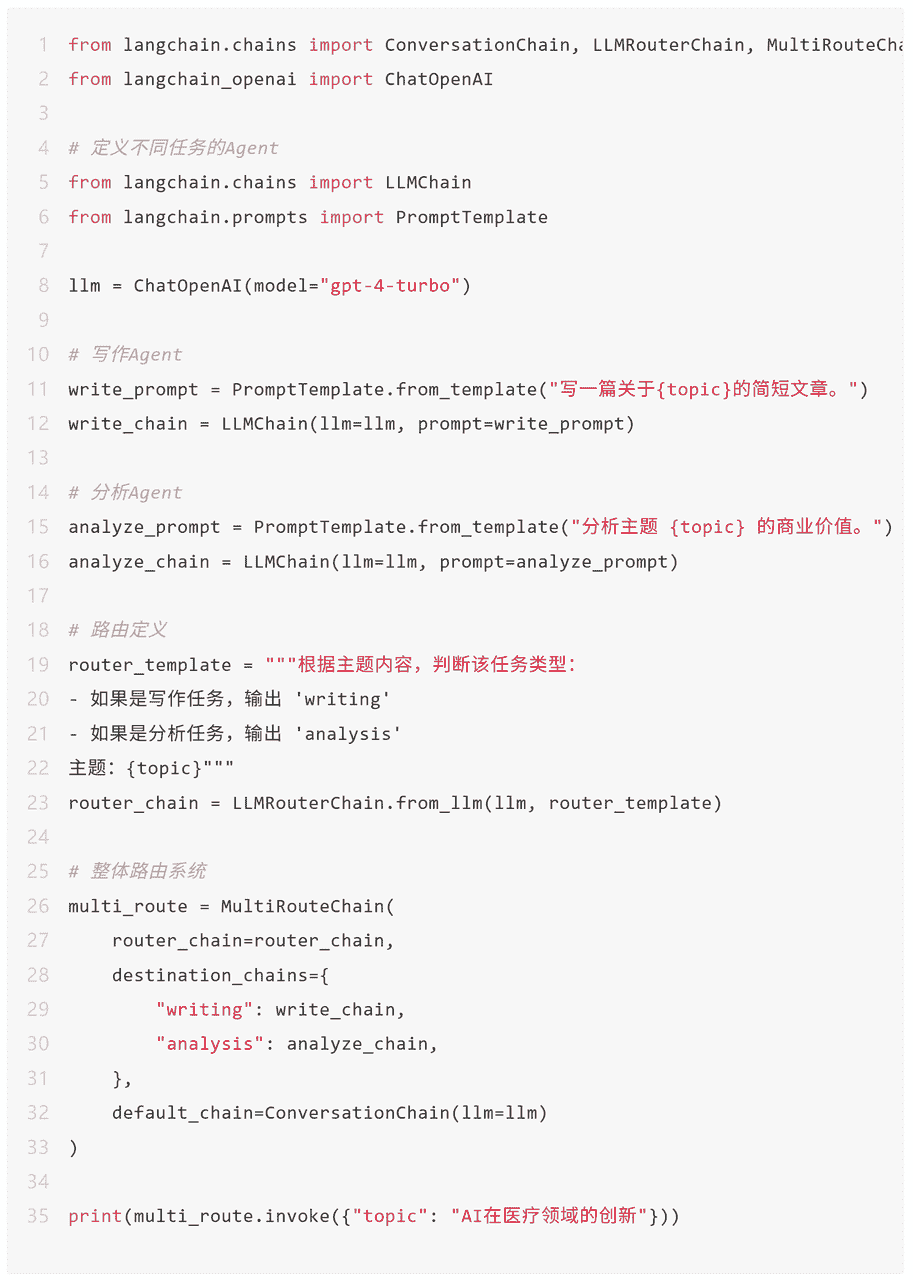 1 from langchain.chains import ConversationChain, LLMRouterChain, MultiRouteCha
2 from langchain_openai import ChatOpenAI
3
4 # 定义不同任务的Agent
5 from langchain.chains import LLMChain
6 from langchain.prompts import PromptTemplate
7
8 llm = ChatOpenAI(model="gpt-4-turbo")
9
10 # 写作Agent
11 write_prompt = PromptTemplate.from_template("写一篇关于{topic}的简短文章。")
12 write_chain = LLMChain(llm=llm, prompt=write_prompt)
13
14 # 分析Agent
15 analyze_prompt = PromptTemplate.from_template("分析主题 {topic} 的商业价值。")
16 analyze_chain = LLMChain(llm=llm, prompt=analyze_prompt)
17
18 # 路由定义
19 router_template = """根据主题内容，判断该任务类型：
20 - 如果是写作任务，输出 'writing'
21 - 如果是分析任务，输出 'analysis'
22 主题：{topic}"""
23 router_chain = LLMRouterChain.from_llm(llm, router_template)
24
25 # 整体路由系统
26 multi_route = MultiRouteChain(
27     router_chain=router_chain,
28     destination_chains={
29         "writing": write_chain,
30         "analysis": analyze_chain,
31     },
32     default_chain=ConversationChain(llm=llm)
33 )
34
35 print(multi_route.invoke({"topic": "AI在医疗领域的创新"}))